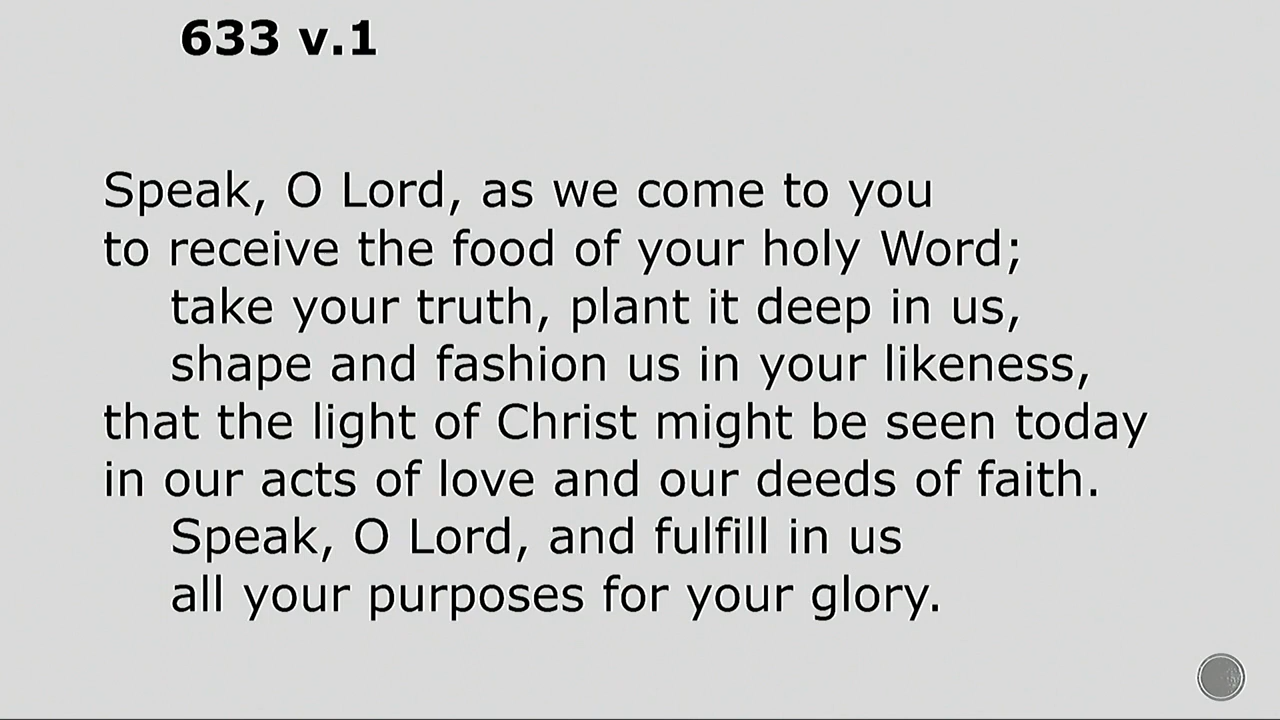 633 v.1
Speak, O Lord, as we come to you
to receive the food of your holy Word;
take your truth, plant it deep in us,
shape and fashion us in your likeness,
that the light of Christ might be seen today
in our acts of love and our deeds of faith.
Speak, O Lord, and fulfill in us
all your purposes for your glory.